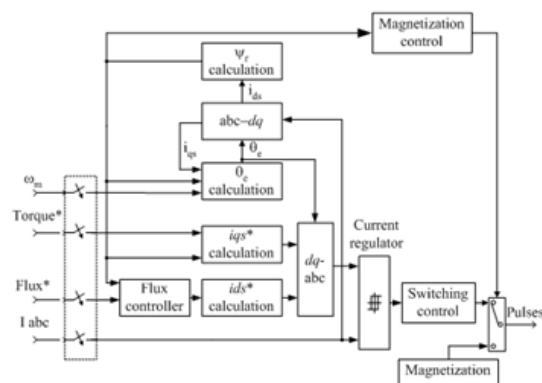 Magnetization
control
ψr
calculation
ids
abc–dq
iqs
θe
θe
calculation
ωm
Torque*
iqs*
calculation
dq-
abc
Current
regulator
Flux*
Flux
controller
ids*
calculation
Switching
control
Pulses
I abc
Magnetization